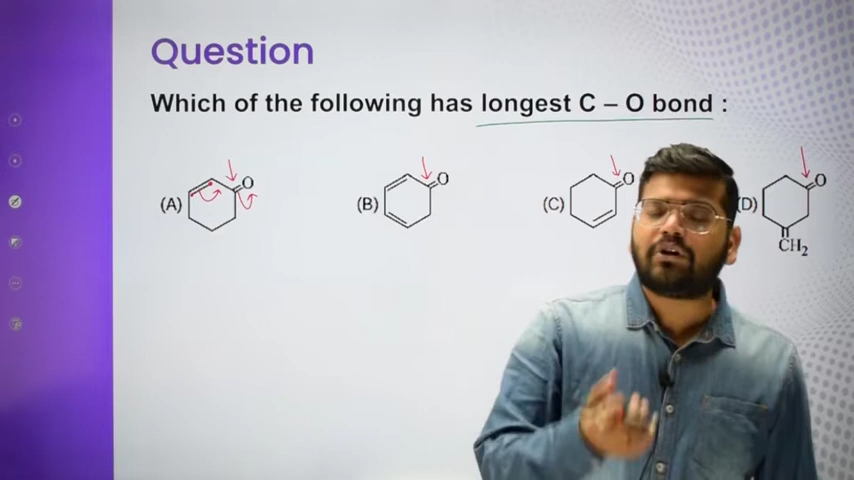 Question
Which of the following has longest C – O bond :
(A) O
(B) O
(C) O
(D) O
CH₂